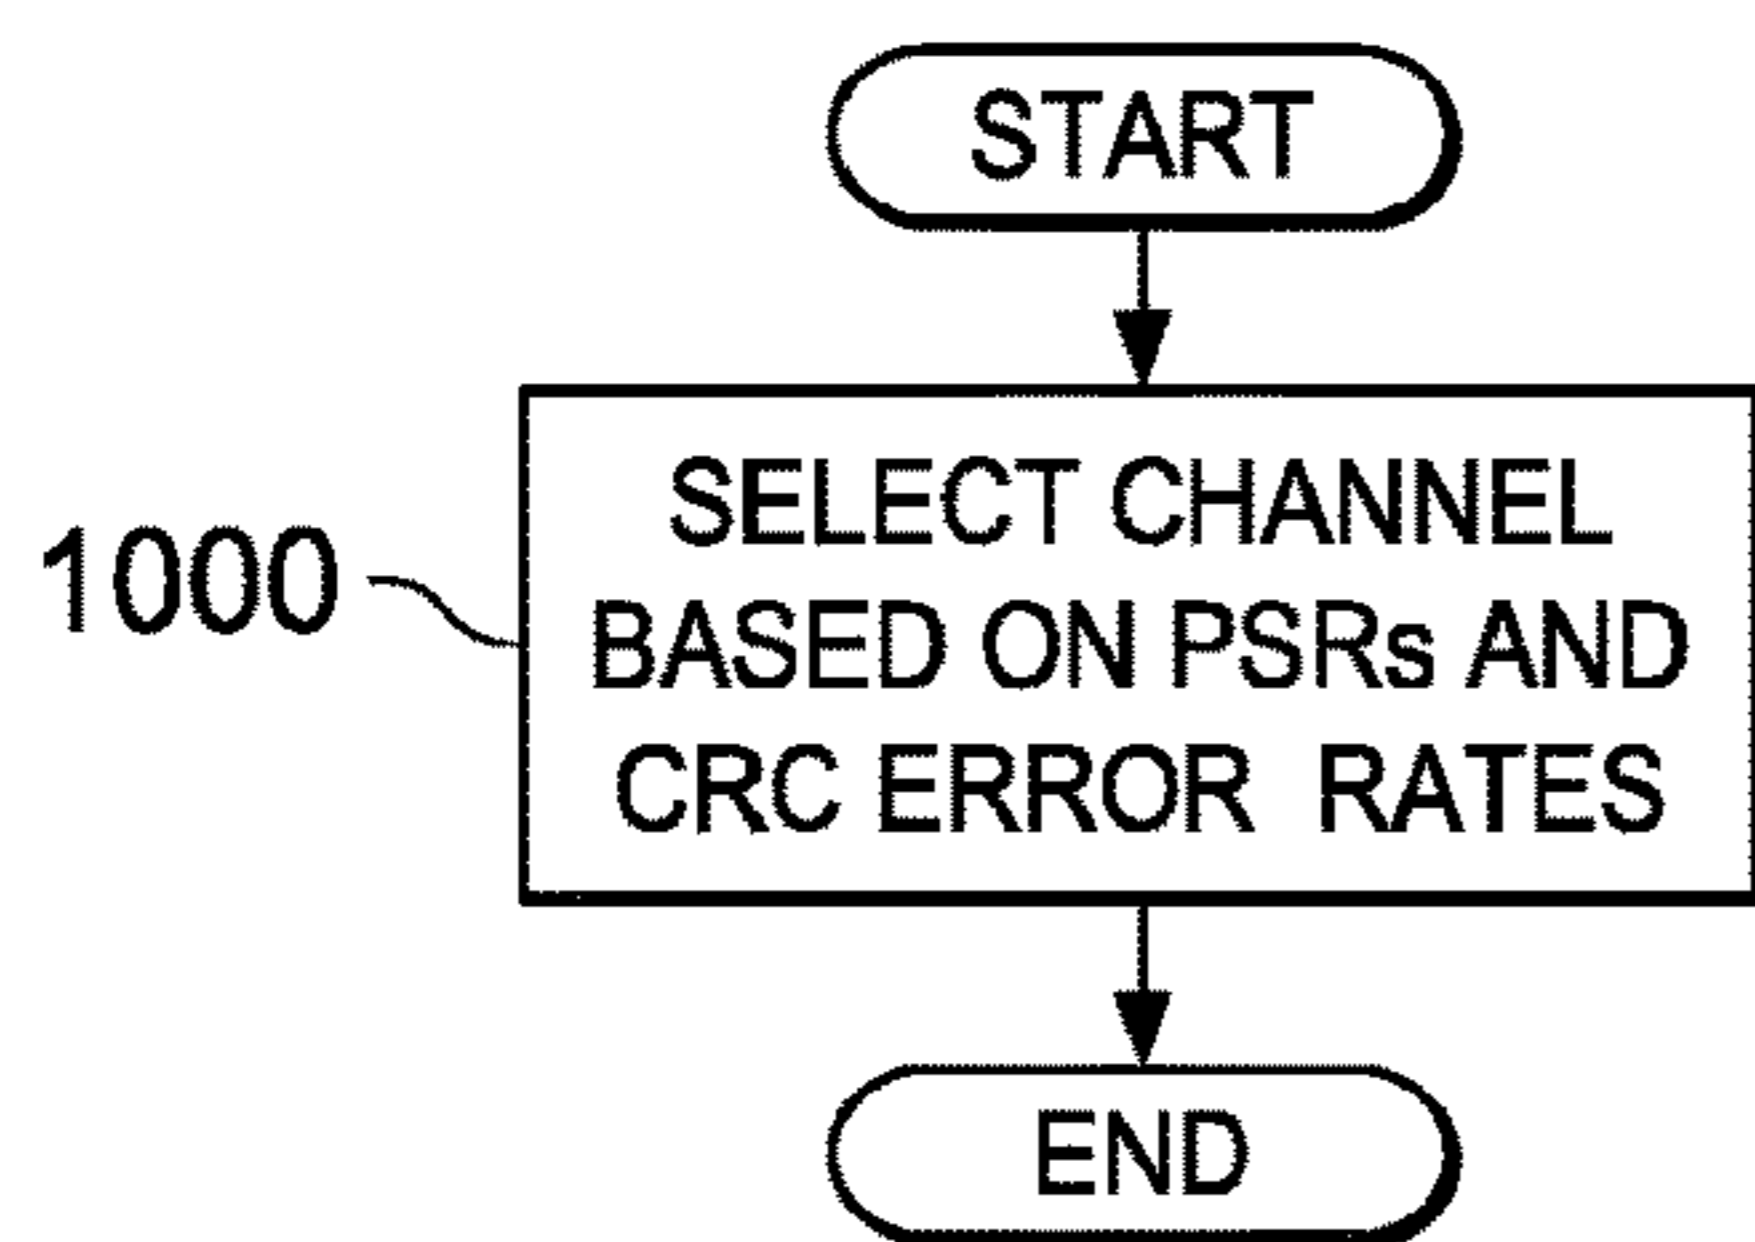 START
1000
SELECT CHANNEL
BASED ON PSRs AND
CRC ERROR RATES
END